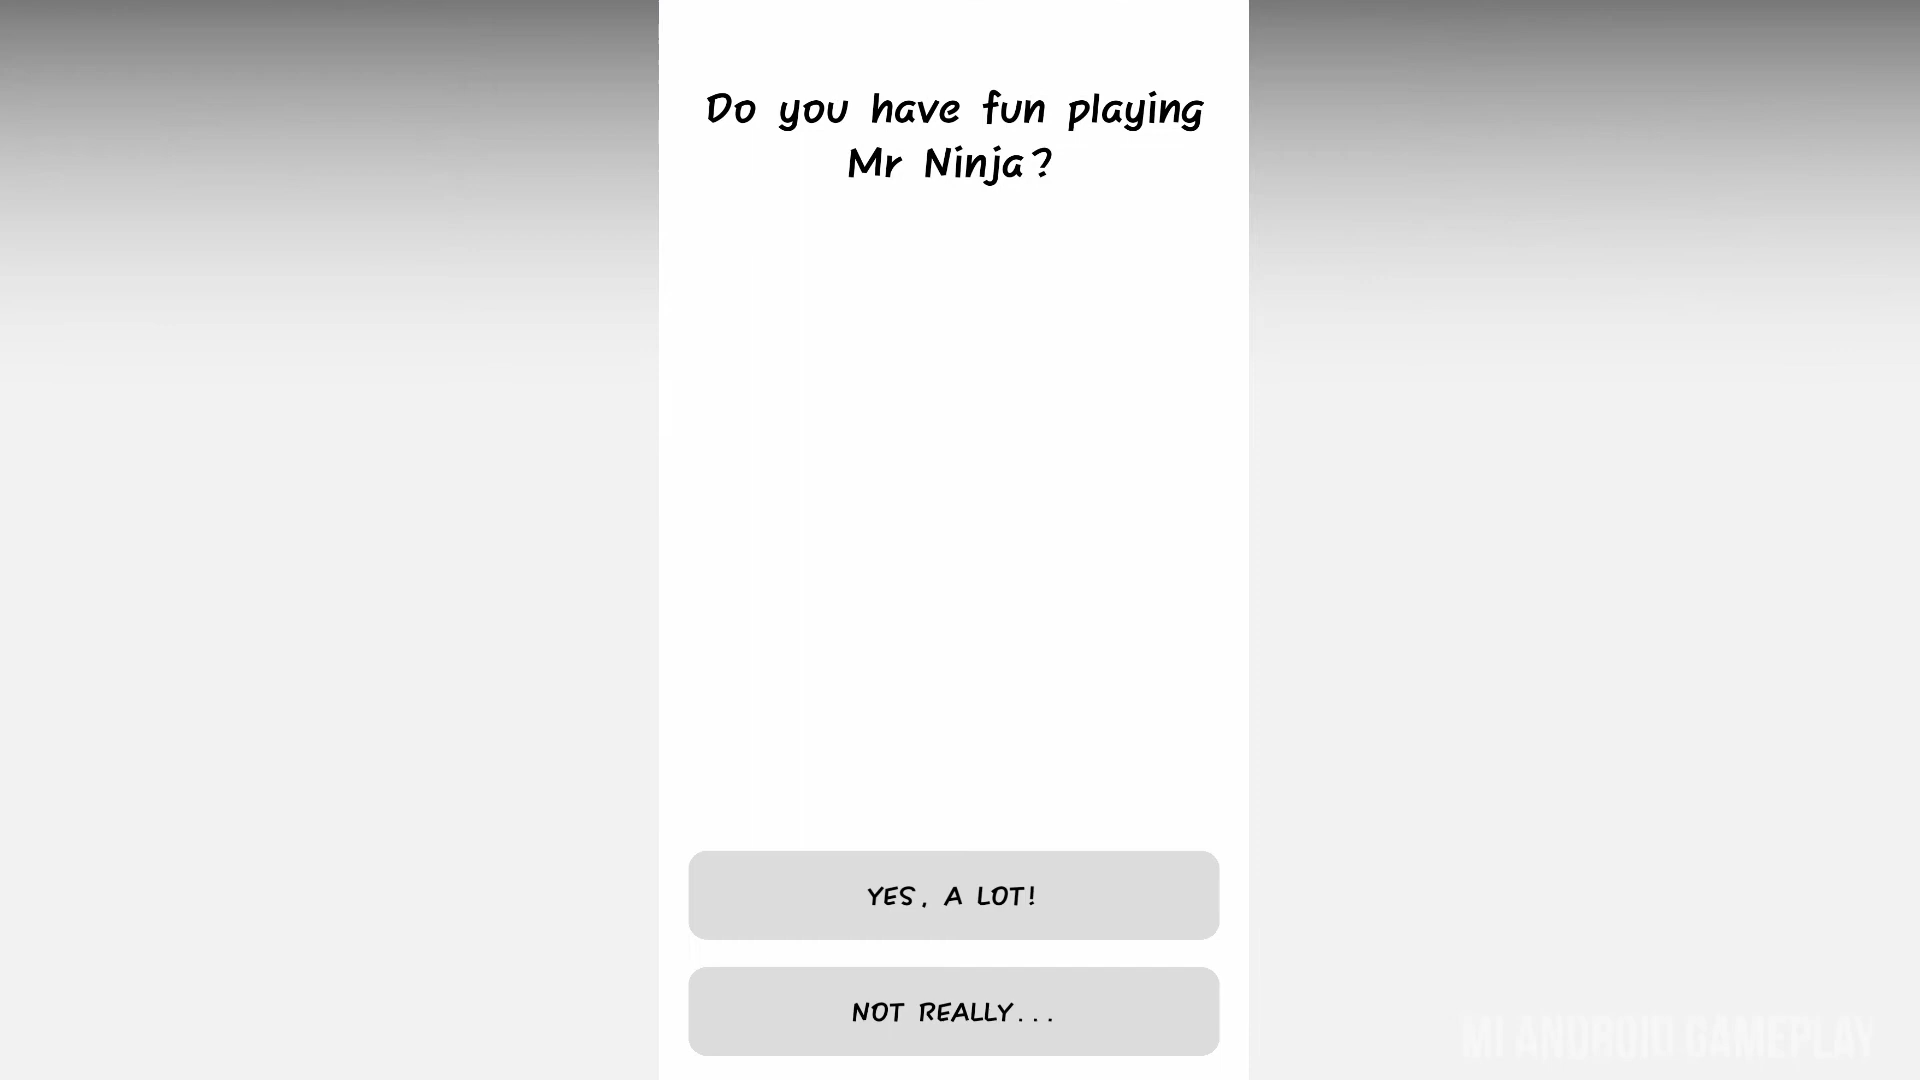 Do you have fun playing
Mr Ninja?
YES, A LOT!
NOT REALLY...
MI ANDROID GAMEPLAY